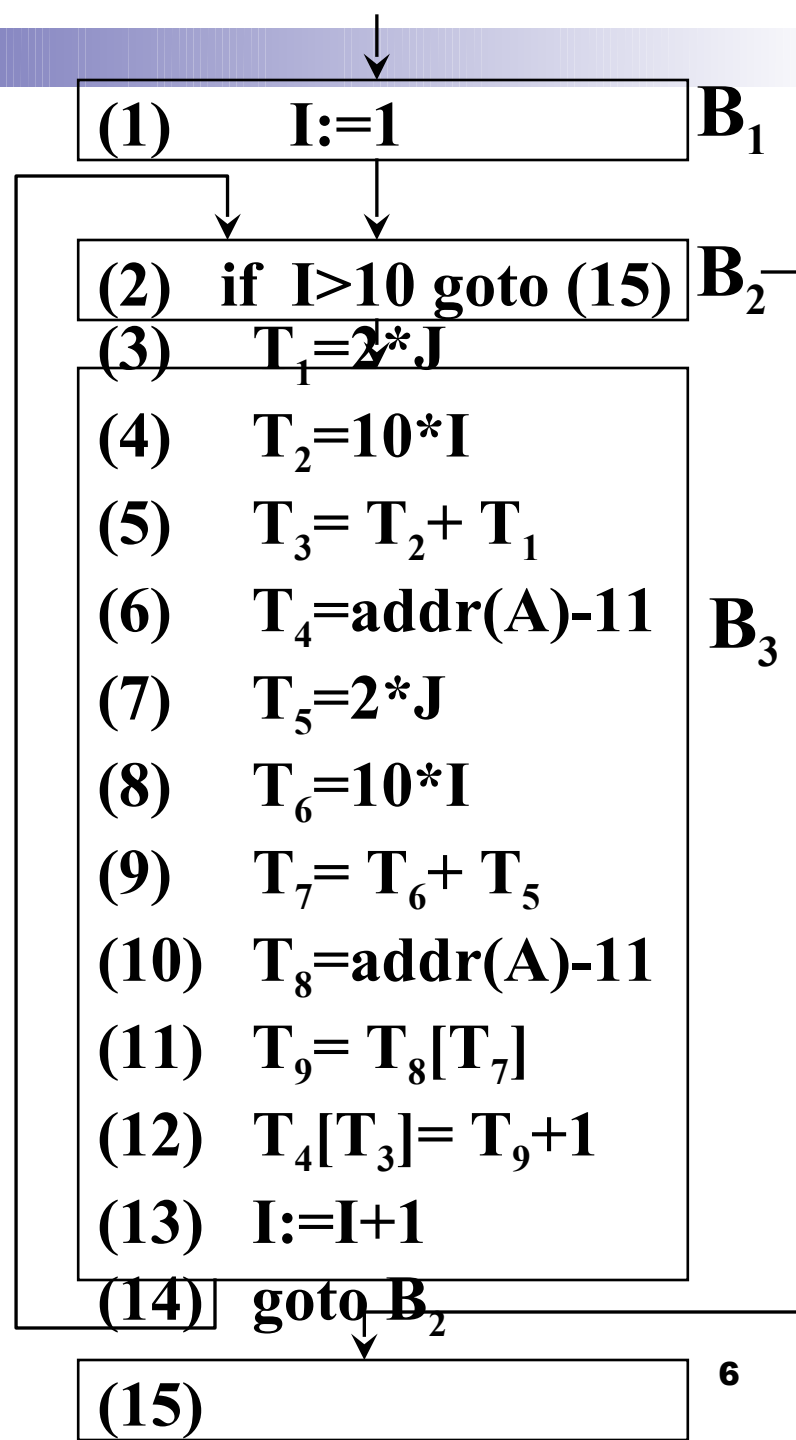 (1) I:=1 B₁
(2) if I>10 goto (15) B₂
(3) T₁=2*J
(4) T₂=10*I
(5) T₃= T₂+ T₁
(6) T₄=addr(A)-11 B₃
(7) T₅=2*J
(8) T₆=10*I
(9) T₇= T₆+ T₅
(10) T₈=addr(A)-11
(11) T₉= T₈[T₇]
(12) T₄[T₃]= T₉+1
(13) I:=I+1
(14) goto B₂
(15)
6